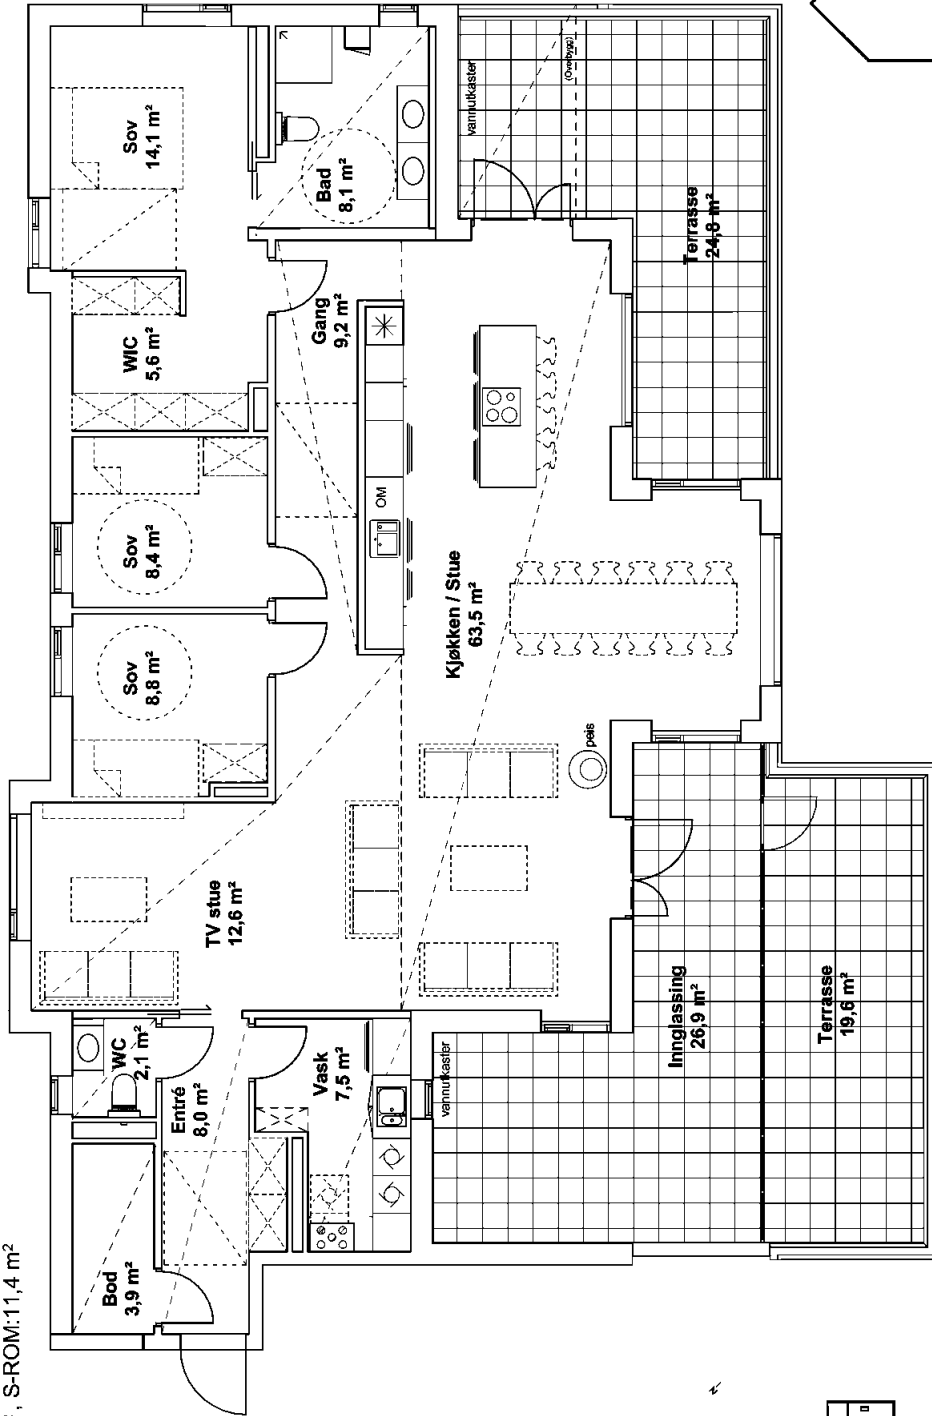 , S-ROM:11,4 m²
Bod
3,9 m²
Entré
8,0 m²
WC
2,1 m²
Vask
7,5 m²
TV stue
12,6 m²
Sov
8,8 m²
Sov
8,4 m²
WIC
5,6 m²
Sov
14,1 m²
Bad
8,1 m²
Gang
9,2 m²
OM
Kjøkken / Stue
63,5 m²
peis
vannutkaster
Innglassing
26,9 m²
Terrasse
19,6 m²
vannutkaster
(Overbygg)
Terrasse
24,8 m²